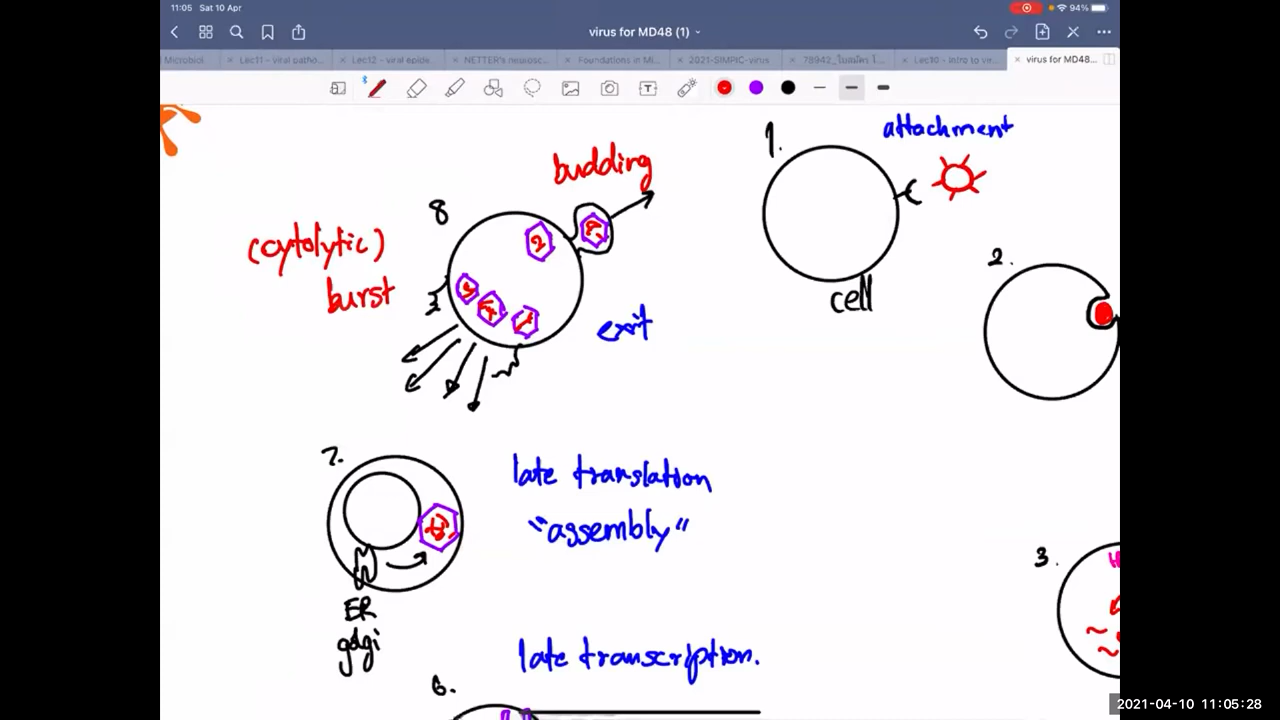 11:05 Sat 10 Apr
94%
virus for MD48 (1)
Microbiol
Lec11 - viral patho...
Lec12 - viral epide...
NETTER's neurosc...
Foundations in Mi...
2021-SIMPIC-virus
Lec10 - Intro to vir...
virus for MD48...
1.
attachment
cell
2.
3.
8
budding
(cytolytic)
burst
exit
7.
late translation
"assembly"
ER
golgi
late transcription.
6.
2021-04-10 11:05:28